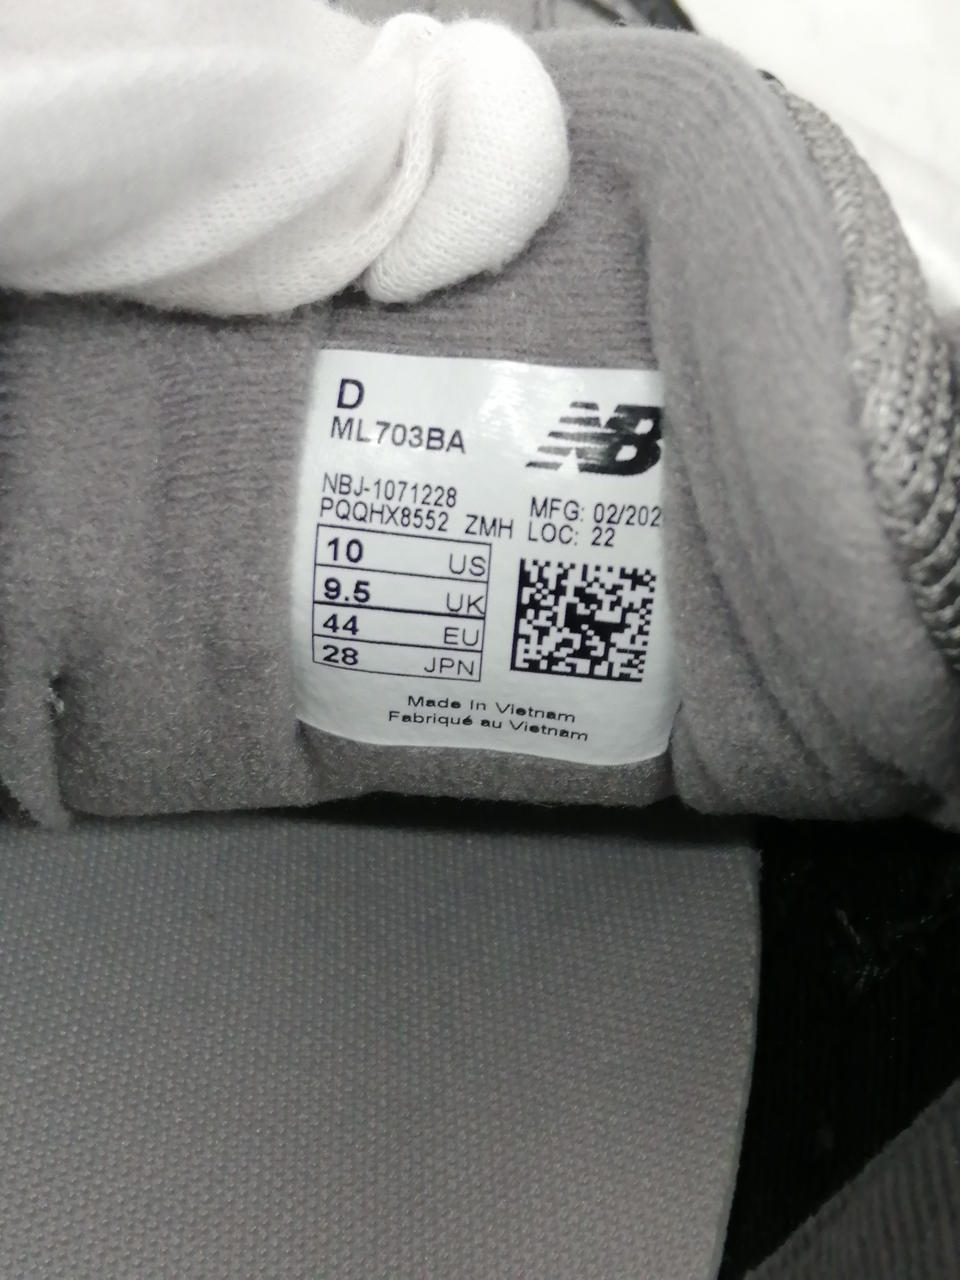 D
ML703BA
NB
NBJ-1071228
PQQHX8552 ZMH
MFG: 02/202
LOC: 22
10 US
9.5 UK
44 EU
28 JPN
Made In Vietnam
Fabriqué au Vietnam